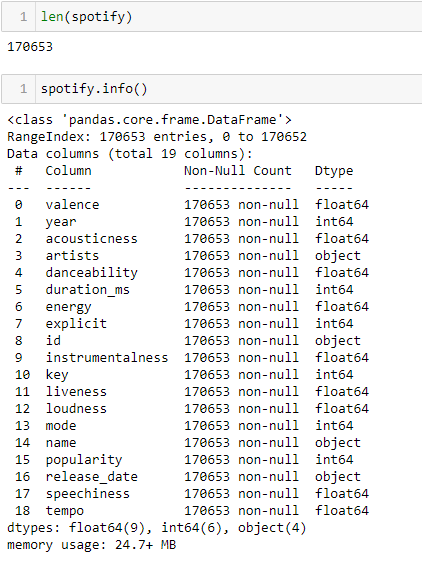 1 len(spotify)
170653
1 spotify.info()
<class 'pandas.core.frame.DataFrame'>
RangeIndex: 170653 entries, 0 to 170652
Data columns (total 19 columns):
 #   Column            Non-Null Count   Dtype
---  ------            --------------   -----
 0   valence           170653 non-null  float64
 1   year              170653 non-null  int64
 2   acousticness      170653 non-null  float64
 3   artists           170653 non-null  object
 4   danceability      170653 non-null  float64
 5   duration_ms       170653 non-null  int64
 6   energy            170653 non-null  float64
 7   explicit          170653 non-null  int64
 8   id                170653 non-null  object
 9   instrumentalness  170653 non-null  float64
 10  key               170653 non-null  int64
 11  liveness          170653 non-null  float64
 12  loudness          170653 non-null  float64
 13  mode              170653 non-null  int64
 14  name              170653 non-null  object
 15  popularity        170653 non-null  int64
 16  release_date      170653 non-null  object
 17  speechiness       170653 non-null  float64
 18  tempo             170653 non-null  float64
dtypes: float64(9), int64(6), object(4)
memory usage: 24.7+ MB